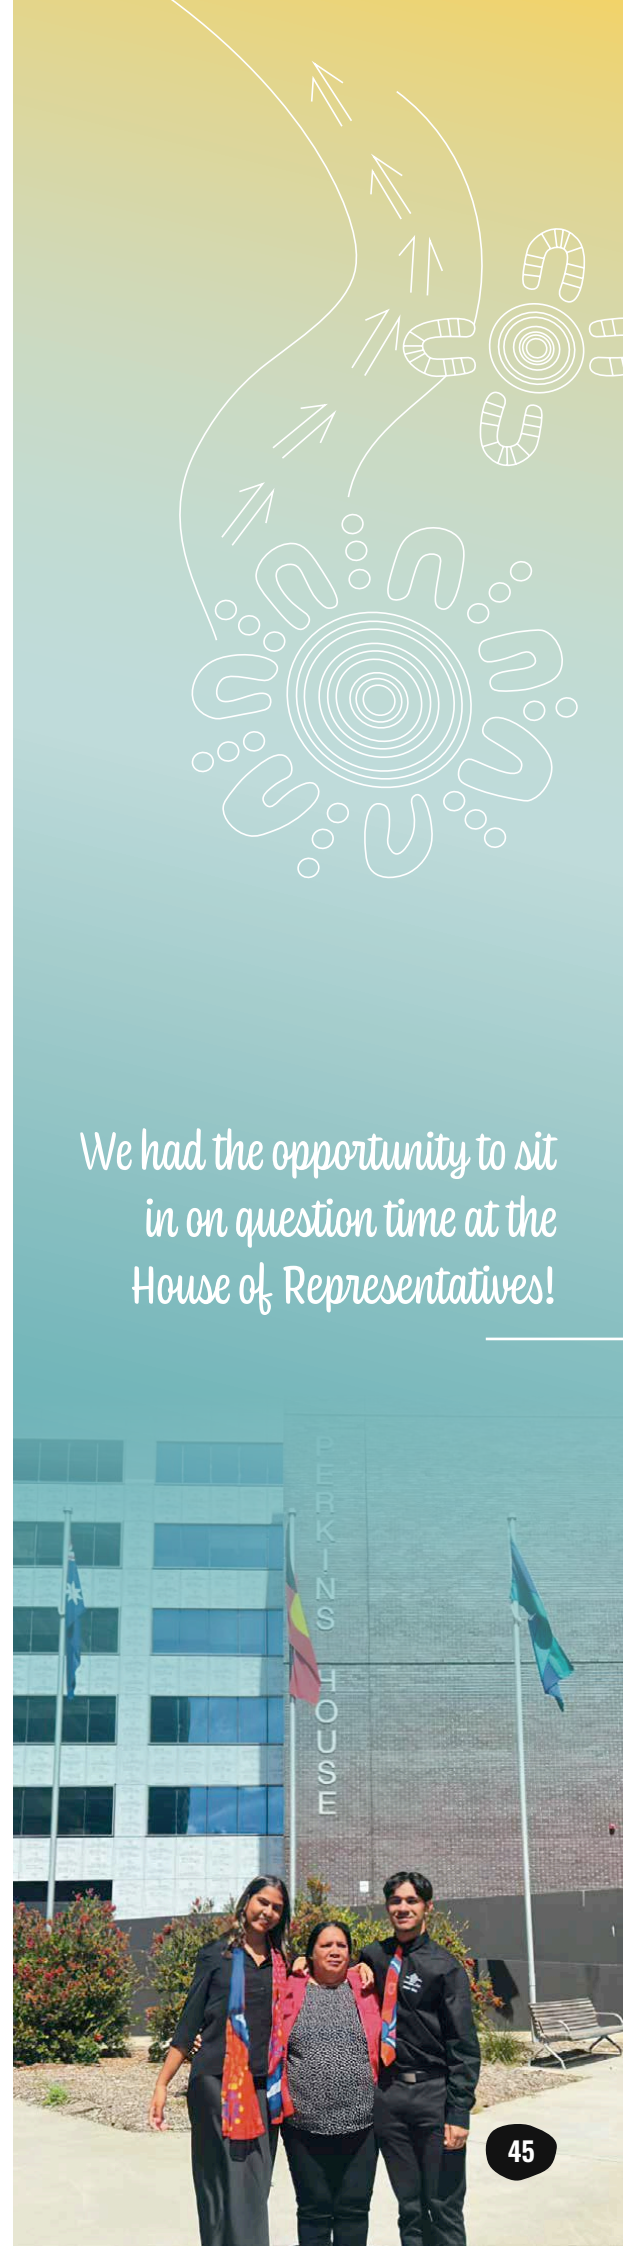 We had the opportunity to sit
in on question time at the
House of Representatives!
PERKINS HOUSE
45